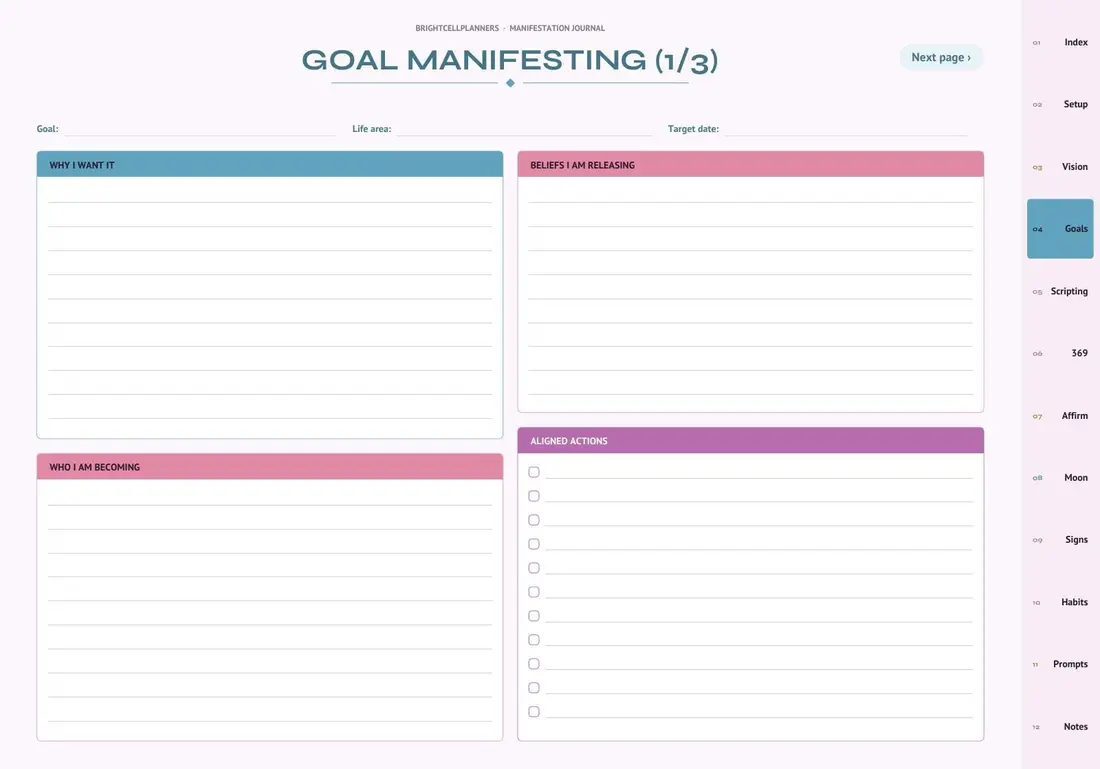 BRIGHTCELLPLANNERS · MANIFESTATION JOURNAL
GOAL MANIFESTING (1/3)
Next page ›
Goal:
Life area:
Target date:
WHY I WANT IT
BELIEFS I AM RELEASING
WHO I AM BECOMING
ALIGNED ACTIONS
01 Index
02 Setup
03 Vision
04 Goals
05 Scripting
06 369
07 Affirm
08 Moon
09 Signs
10 Habits
11 Prompts
12 Notes